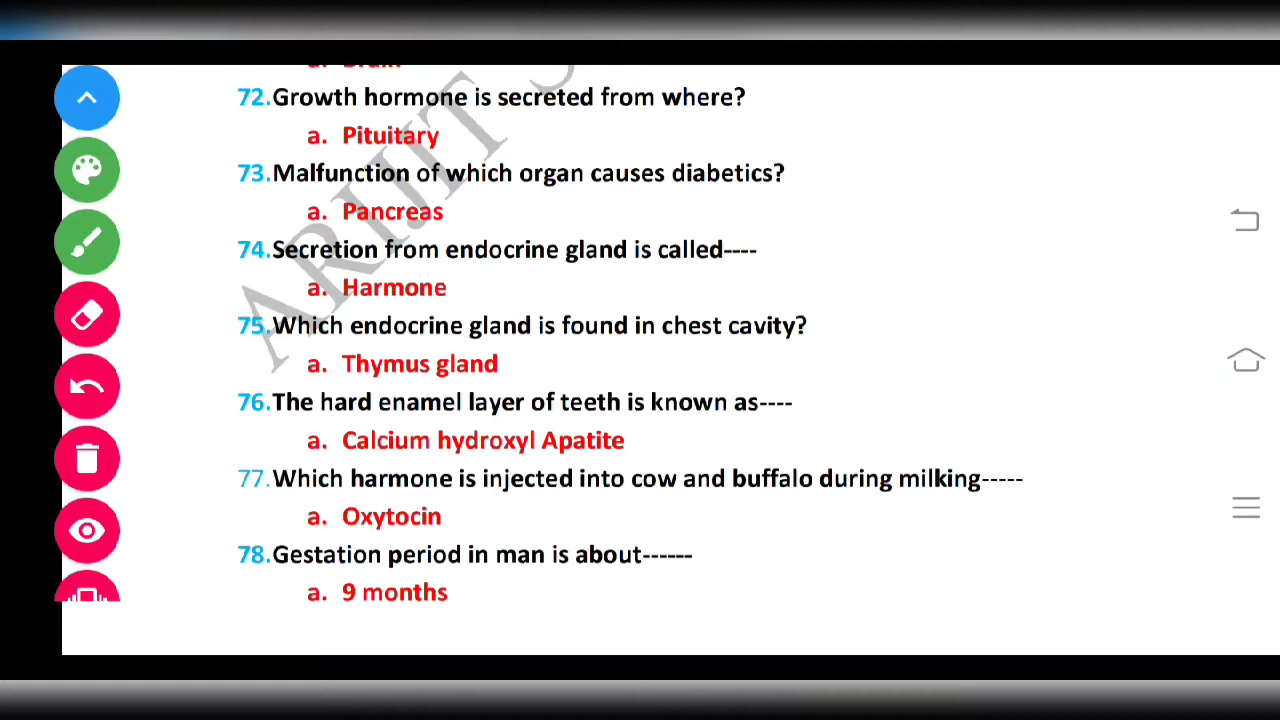 72.Growth hormone is secreted from where?
a. Pituitary
73.Malfunction of which organ causes diabetics?
a. Pancreas
74.Secretion from endocrine gland is called----
a. Harmone
75.Which endocrine gland is found in chest cavity?
a. Thymus gland
76.The hard enamel layer of teeth is known as----
a. Calcium hydroxyl Apatite
77.Which harmone is injected into cow and buffalo during milking-----
a. Oxytocin
78.Gestation period in man is about------
a. 9 months
ARIJIT